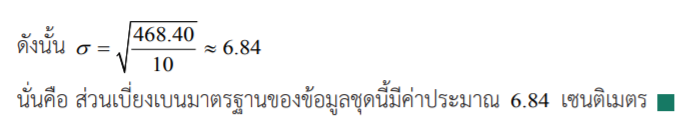 ดังนั้น σ = √(468.40/10) ≈ 6.84
นั่นคือ ส่วนเบี่ยงเบนมาตรฐานของข้อมูลชุดนี้มีค่าประมาณ 6.84 เซนติเมตร